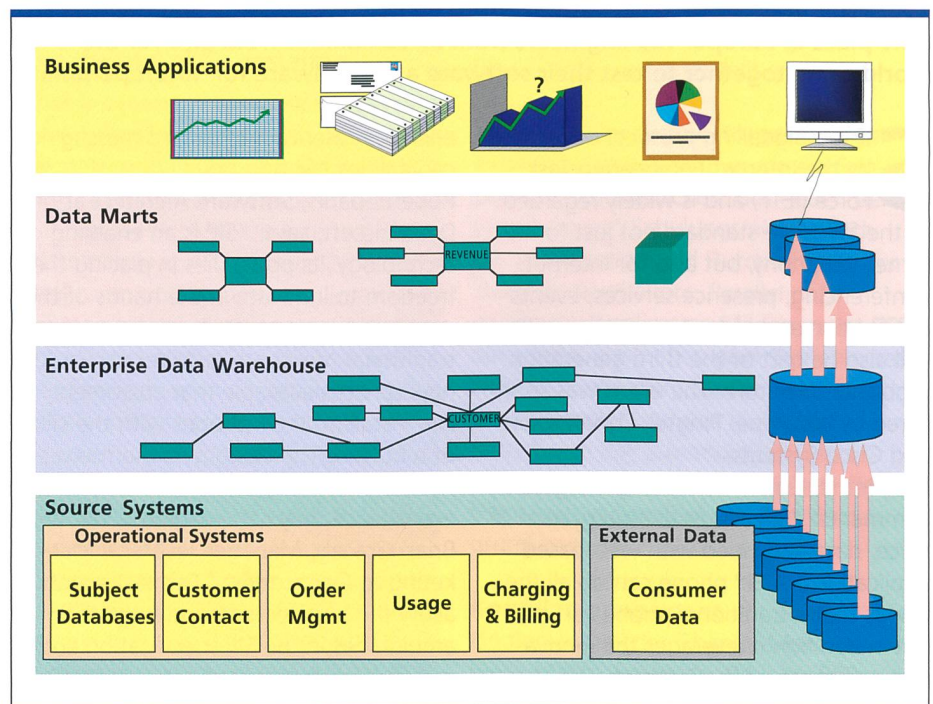 Business Applications
?
Data Marts
REVENUE
Enterprise Data Warehouse
CUSTOMER
Source Systems
Operational Systems
External Data
Subject
Databases
Customer
Contact
Order
Mgmt
Usage
Charging
& Billing
Consumer
Data